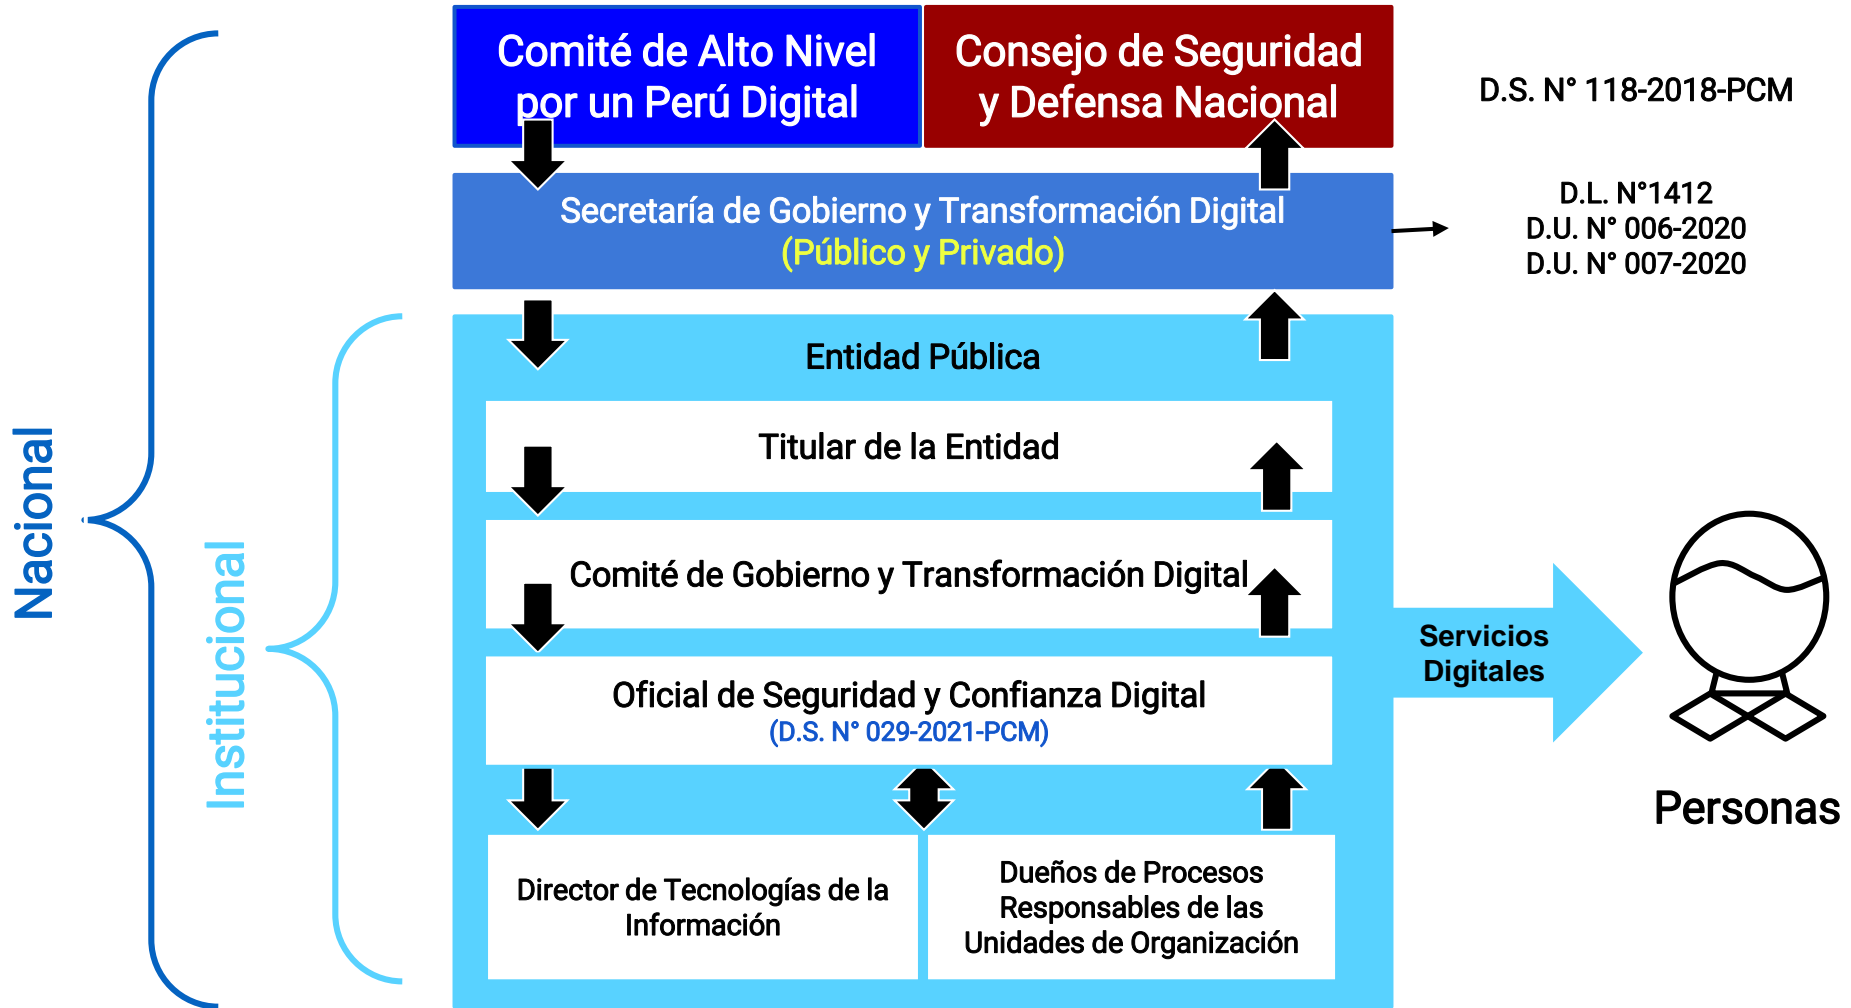 Comité de Alto Nivel
por un Perú Digital
Consejo de Seguridad
y Defensa Nacional
D.S. N° 118-2018-PCM
Secretaría de Gobierno y Transformación Digital
(Público y Privado)
D.L. N°1412
D.U. N° 006-2020
D.U. N° 007-2020
Nacional
Institucional
Entidad Pública
Titular de la Entidad
Comité de Gobierno y Transformación Digital
Oficial de Seguridad y Confianza Digital
(D.S. N° 029-2021-PCM)
Director de Tecnologías de la
Información
Dueños de Procesos
Responsables de las
Unidades de Organización
Servicios
Digitales
Personas